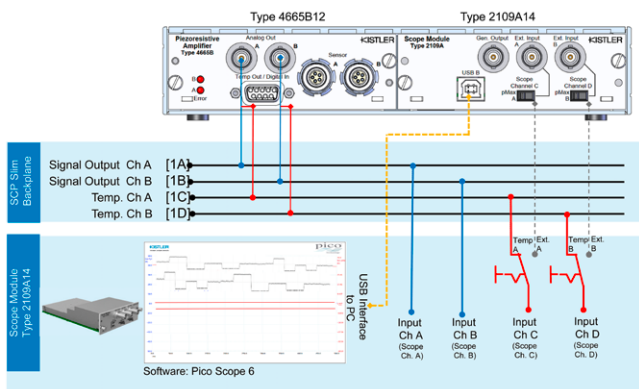 Type 4665B12
Type 2109A14
Piezoresistive
Amplifier
Type 4665B
Analog Out
A
B
KISTLER
Sensor
A
B
Temp Out / Digital In
B
A
Error
Scope Module
Type 2109A
Gen. Output
Ext. Input
A
Ext. Input
B
KISTLER
USB B
Scope
Channel C
pMax
A
Scope
Channel D
pMax
B
SCP Slim
Backplane
Signal Output Ch A [1A]
Signal Output Ch B [1B]
Temp. Ch A [1C]
Temp. Ch B [1D]
Scope Module
Type 2109A14
KISTLER
pico
USB Interface
to PC
Software: Pico Scope 6
Temp. Ext.
A A
Temp. Ext.
B B
Input
Ch A
(Scope
Ch. A)
Input
Ch B
(Scope
Ch. B)
Input
Ch C
(Scope
Ch. C)
Input
Ch D
(Scope
Ch. D)